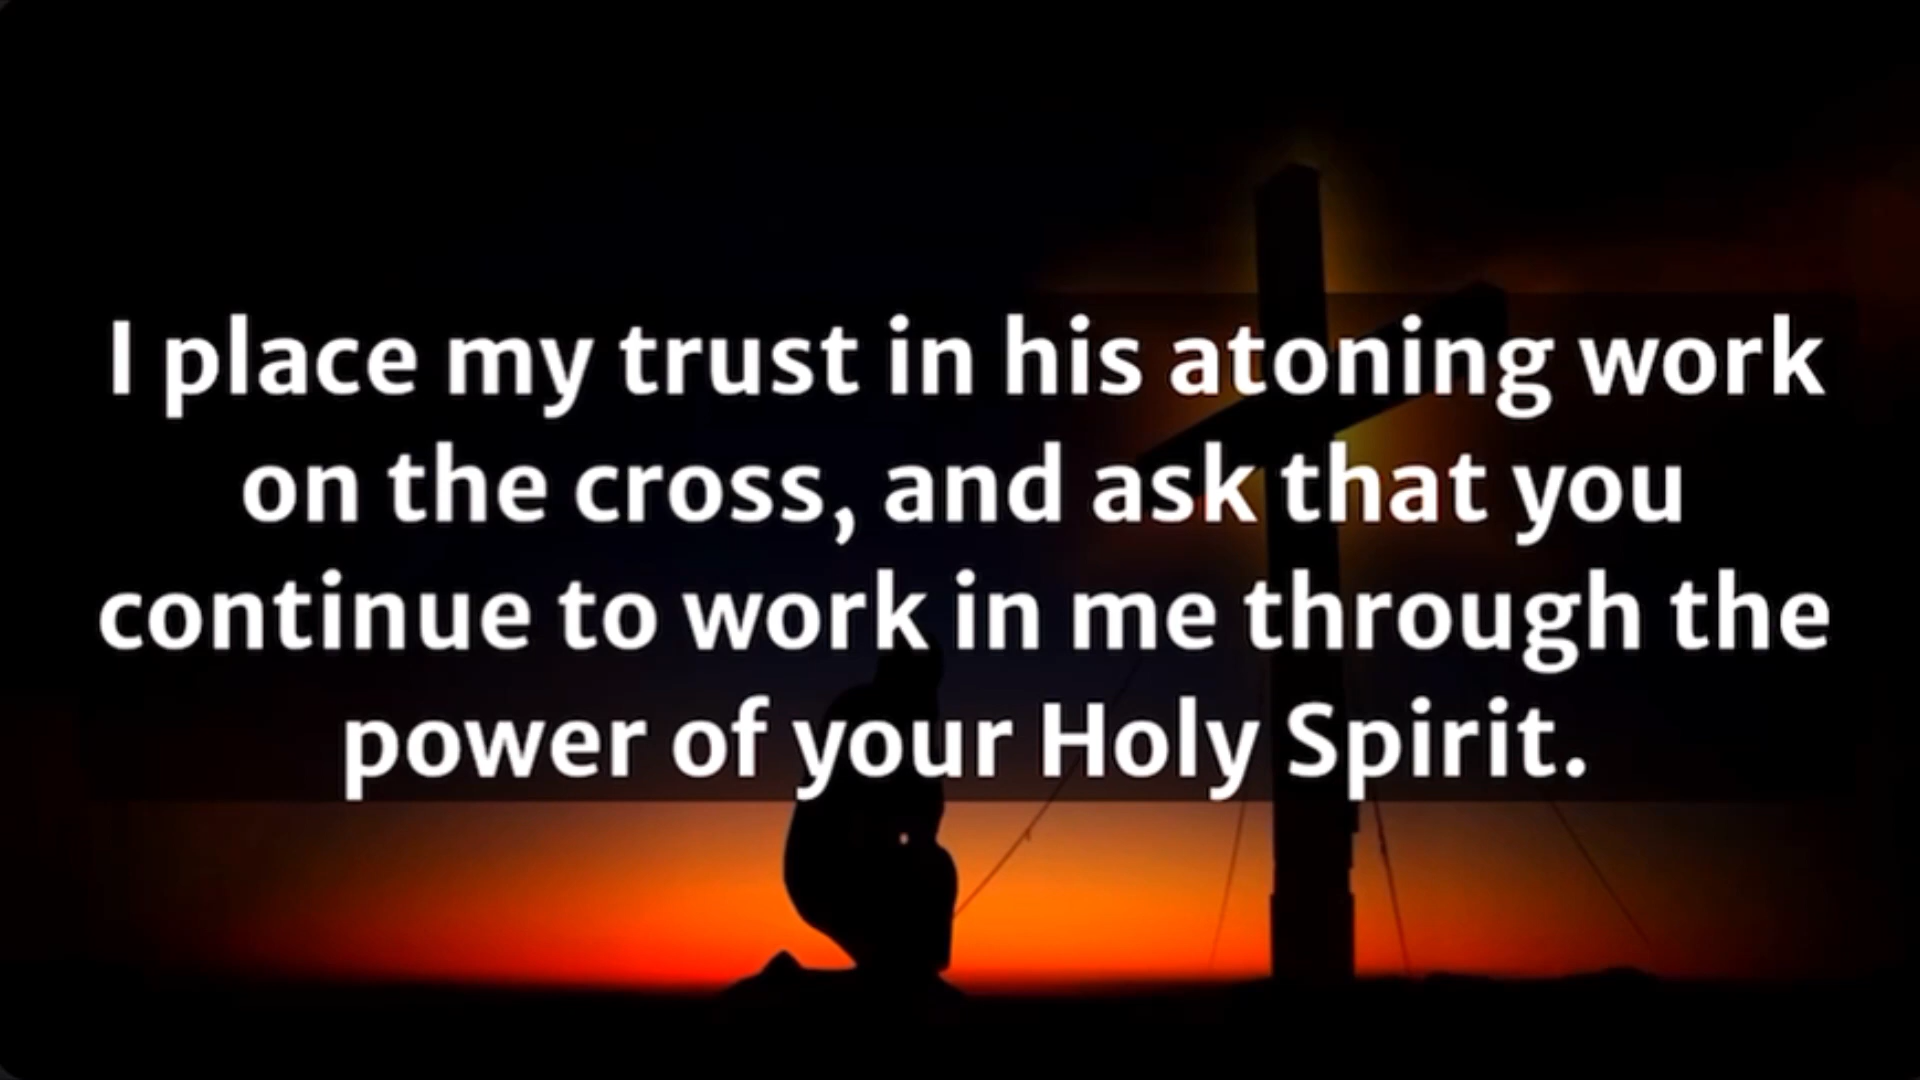 I place my trust in his atoning work
on the cross, and ask that you
continue to work in me through the
power of your Holy Spirit.